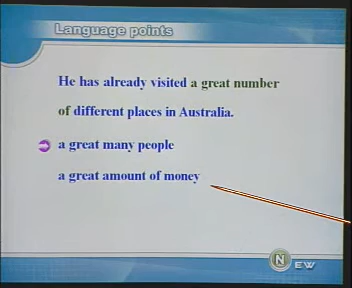 Language points
He has already visited a great number
of different places in Australia.
a great many people
a great amount of money
N EW